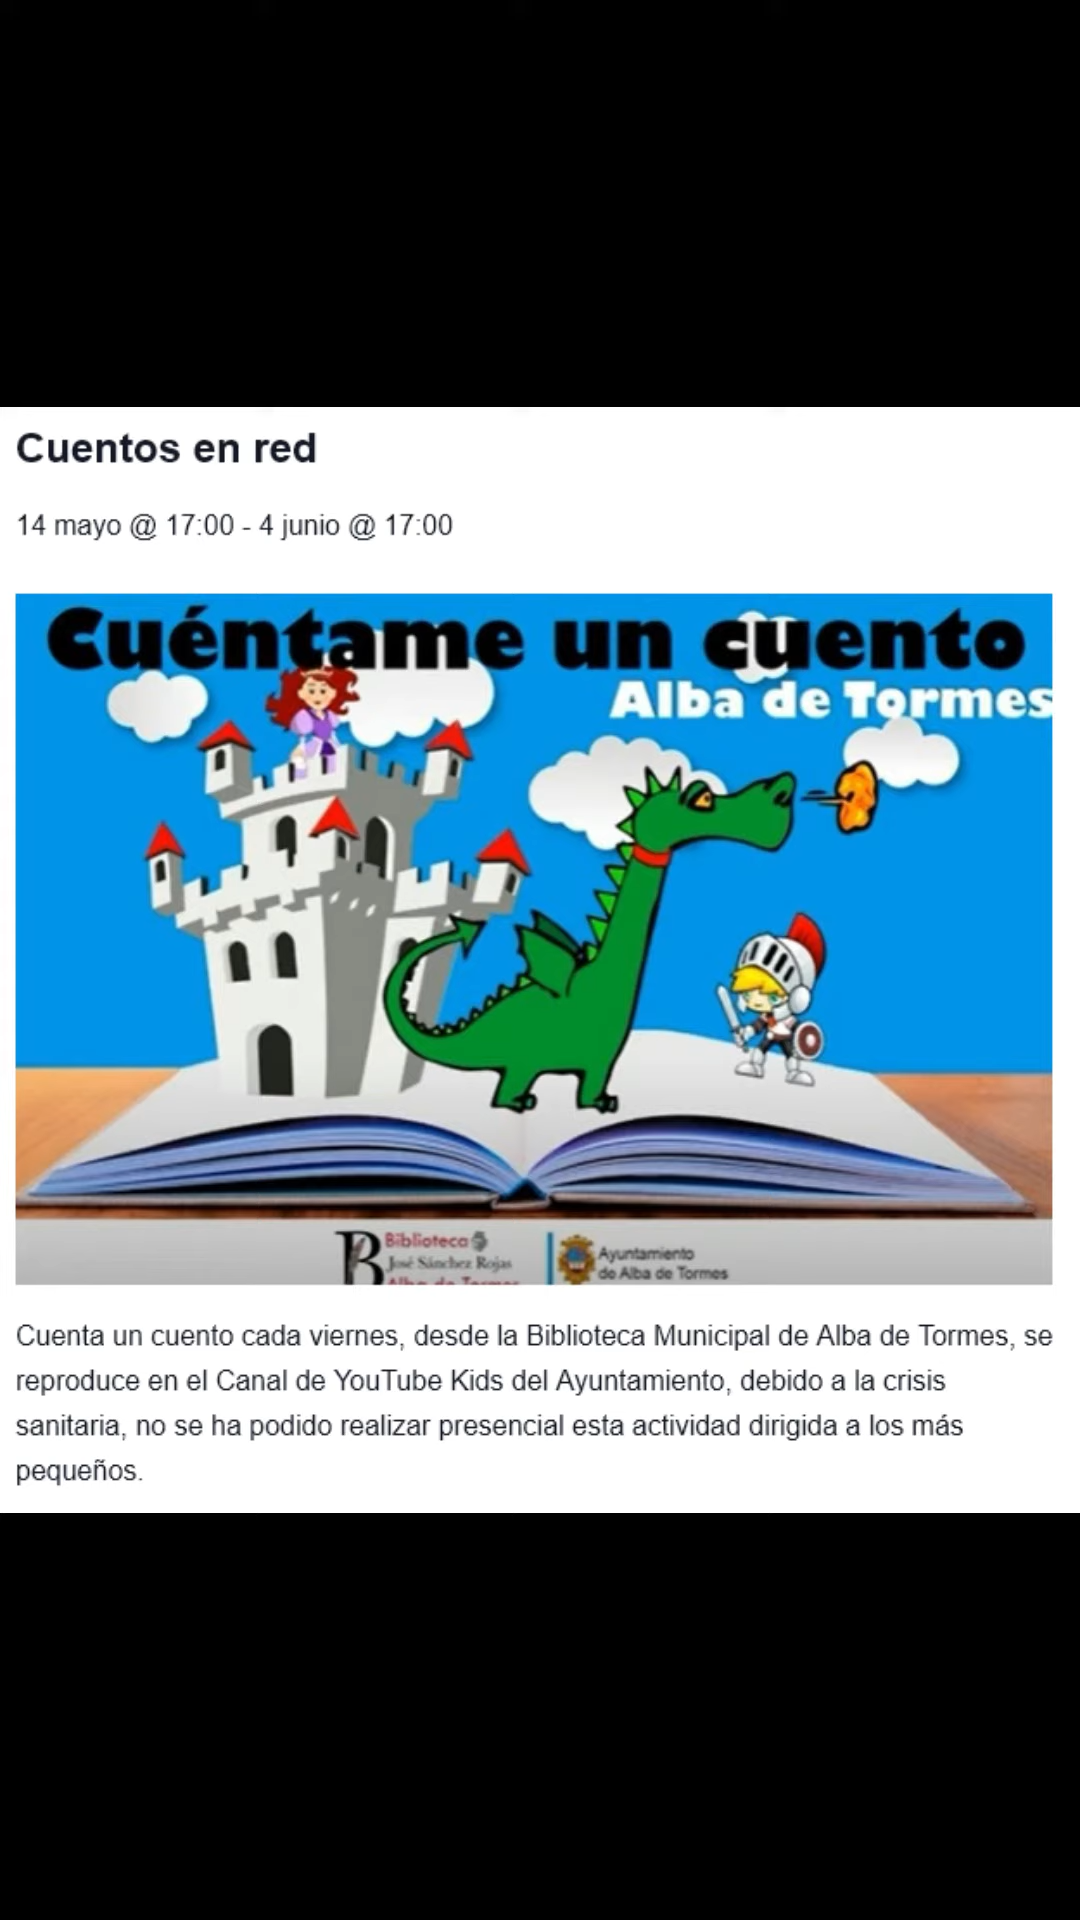 Cuentos en red
14 mayo @ 17:00 - 4 junio @ 17:00
Cuéntame un cuento
Alba de Tormes
Biblioteca
José Sánchez Rojas
Alba de Tormes
Ayuntamiento
de Alba de Tormes
Cuenta un cuento cada viernes, desde la Biblioteca Municipal de Alba de Tormes, se
reproduce en el Canal de YouTube Kids del Ayuntamiento, debido a la crisis
sanitaria, no se ha podido realizar presencial esta actividad dirigida a los más
pequeños.